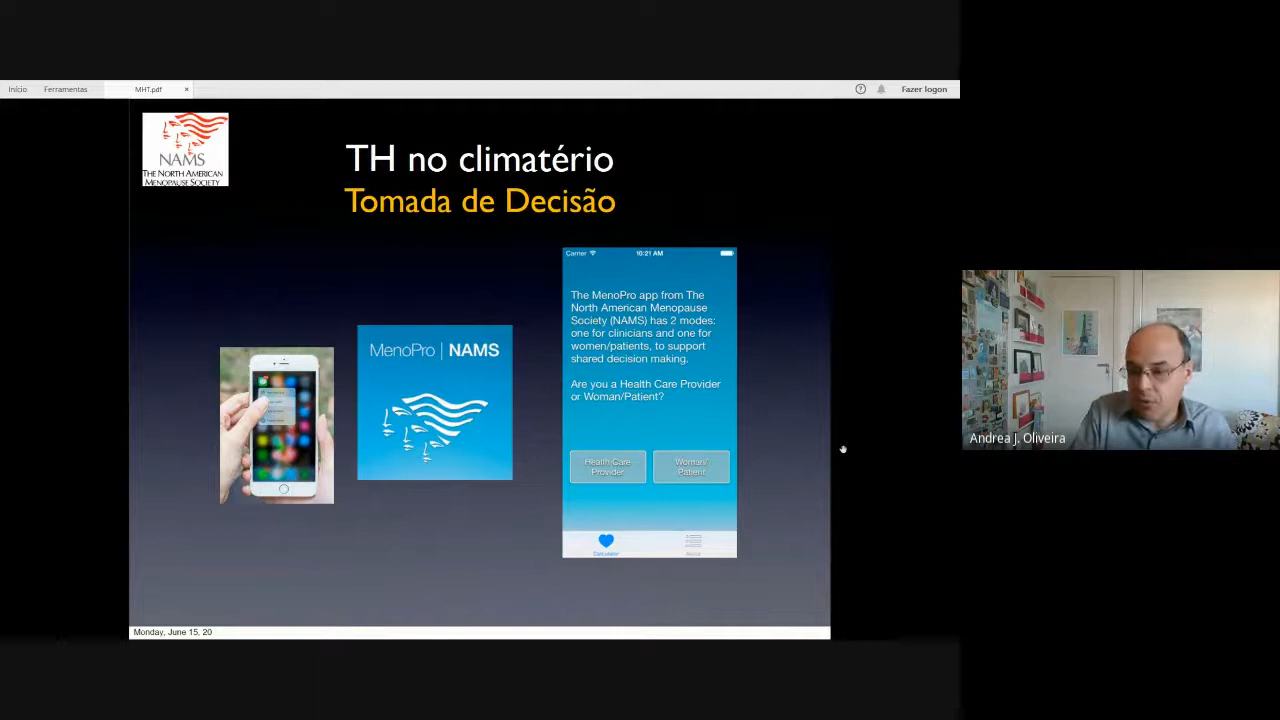 Início Ferramentas MHT.pdf × ? Fazer logon
NAMS
THE NORTH AMERICAN
MENOPAUSE SOCIETY
TH no climatério
Tomada de Decisão
MenoPro | NAMS
Carrier 10:21 AM
The MenoPro app from The
North American Menopause
Society (NAMS) has 2 modes:
one for clinicians and one for
women/patients, to support
shared decision making.
Are you a Health Care Provider
or Woman/Patient?
Health Care
Provider
Woman/
Patient
Calculator
About
Monday, June 15, 20
Andrea J. Oliveira